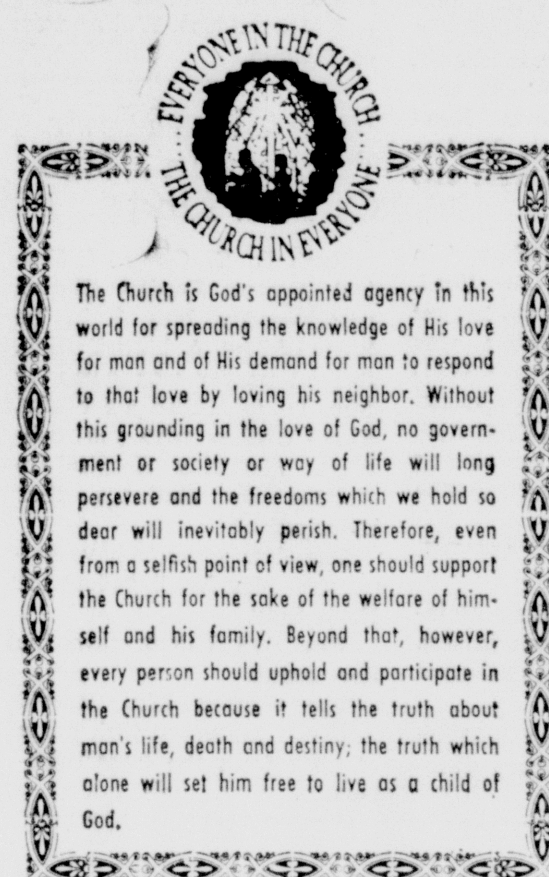 EVERYONE IN THE CHURCH
THE CHURCH IN EVERYONE
The Church is God's appointed agency in this
world for spreading the knowledge of His love
for man and of His demand for man to respond
to that love by loving his neighbor. Without
this grounding in the love of God, no govern-
ment or society or way of life will long
persevere and the freedoms which we hold so
dear will inevitably perish. Therefore, even
from a selfish point of view, one should support
the Church for the sake of the welfare of him-
self and his family. Beyond that, however,
every person should uphold and participate in
the Church because it tells the truth about
man's life, death and destiny; the truth which
alone will set him free to live as a child of
God.